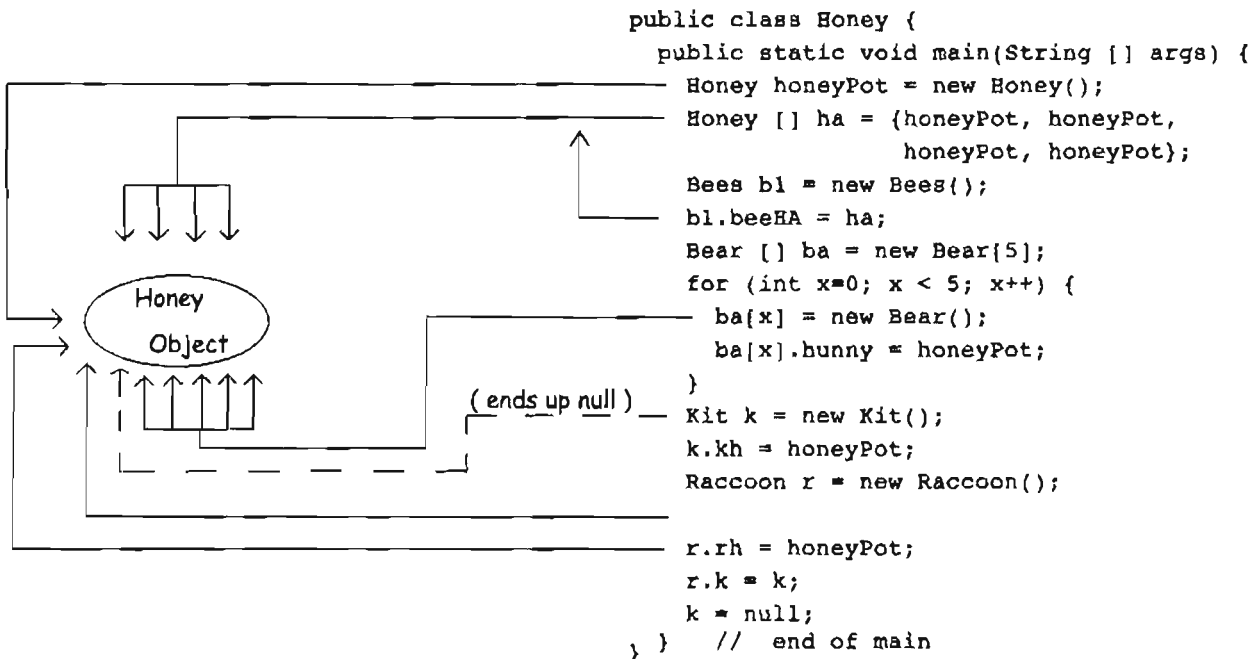 public class Honey {
public static void main(String [] args) {
Honey honeyPot = new Honey();
Honey [] ha = {honeyPot, honeyPot,
honeyPot, honeyPot};
Bees b1 = new Bees();
b1.beeHA = ha;
Bear [] ba = new Bear[5];
for (int x=0; x < 5; x++) {
ba[x] = new Bear();
ba[x].hunny = honeyPot;
}
Kit k = new Kit();
k.kh = honeyPot;
Raccoon r = new Raccoon();
r.rh = honeyPot;
r.k = k;
k = null;
} // end of main
}
Honey
Object
( ends up null )